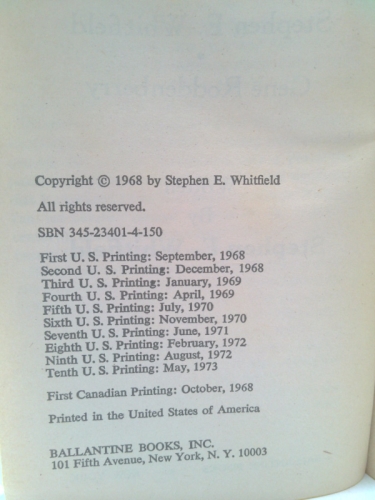 Copyright © 1968 by Stephen E. Whitfield
All rights reserved.
SBN 345-23401-4-150
First U. S. Printing: September, 1968
Second U. S. Printing: December, 1968
Third U. S. Printing: January, 1969
Fourth U. S. Printing: April, 1969
Fifth U. S. Printing: July, 1970
Sixth U. S. Printing: November, 1970
Seventh U. S. Printing: June, 1971
Eighth U. S. Printing: February, 1972
Ninth U. S. Printing: August, 1972
Tenth U. S. Printing: May, 1973
First Canadian Printing: October, 1968
Printed in the United States of America
BALLANTINE BOOKS, INC.
101 Fifth Avenue, New York, N. Y. 10003